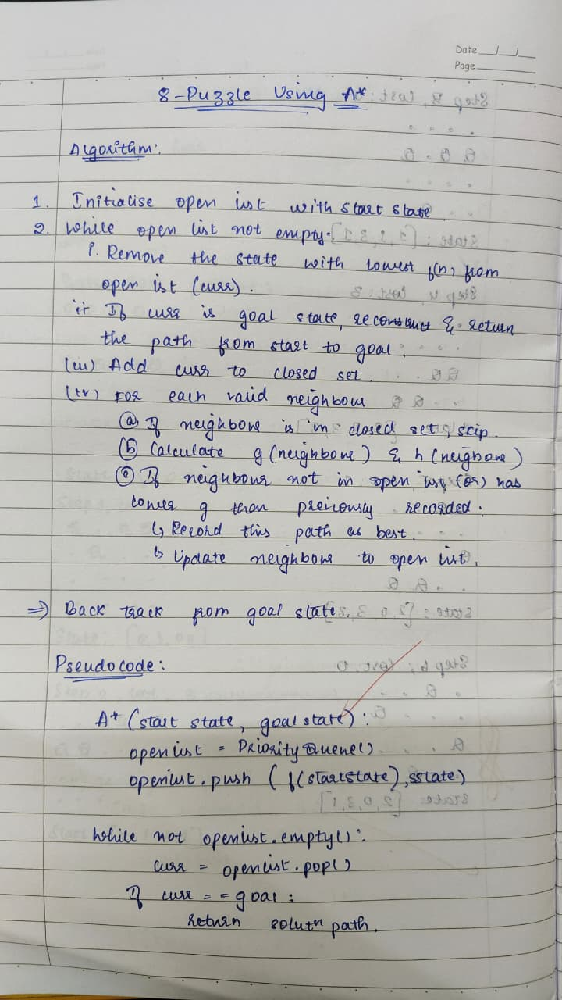 Date
Page
8-Puzzle Using A*
Algorithm:
1. Initialise open list with start state
2. While open list not empty:
i. Remove the state with lowest f(n) from
open ist (curr).
ii If curr is goal state, reconstruct & return
the path from start to goal.
(iii) Add curr to closed set.
(iv) For each valid neighbour
(a) If neighbour is in closed set, skip.
(b) Calculate g(neighbour) & h(neighbour)
(c) If neighbour not in open list (or) has
lower g than previously recorded:
↳ Record this path as best.
↳ Update neighbour to open list.
⇒ Back track from goal state.
Pseudocode:
A* (start state, goal state):
openlist = PriorityQueue()
openlist.push (f(startstate), sstate)
While not openlist.empty():
curr = openlist.pop()
If curr == goal:
return solutn path.